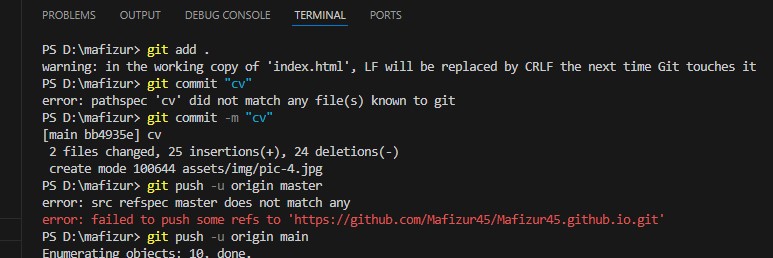 PROBLEMS OUTPUT DEBUG CONSOLE TERMINAL PORTS
PS D:\mafizur> git add .
warning: in the working copy of 'index.html', LF will be replaced by CRLF the next time Git touches it
PS D:\mafizur> git commit "cv"
error: pathspec 'cv' did not match any file(s) known to git
PS D:\mafizur> git commit -m "cv"
[main bb4935e] cv
 2 files changed, 25 insertions(+), 24 deletions(-)
 create mode 100644 assets/img/pic-4.jpg
PS D:\mafizur> git push -u origin master
error: src refspec master does not match any
error: failed to push some refs to 'https://github.com/Mafizur45/Mafizur45.github.io.git'
PS D:\mafizur> git push -u origin main
Enumerating objects: 10, done.